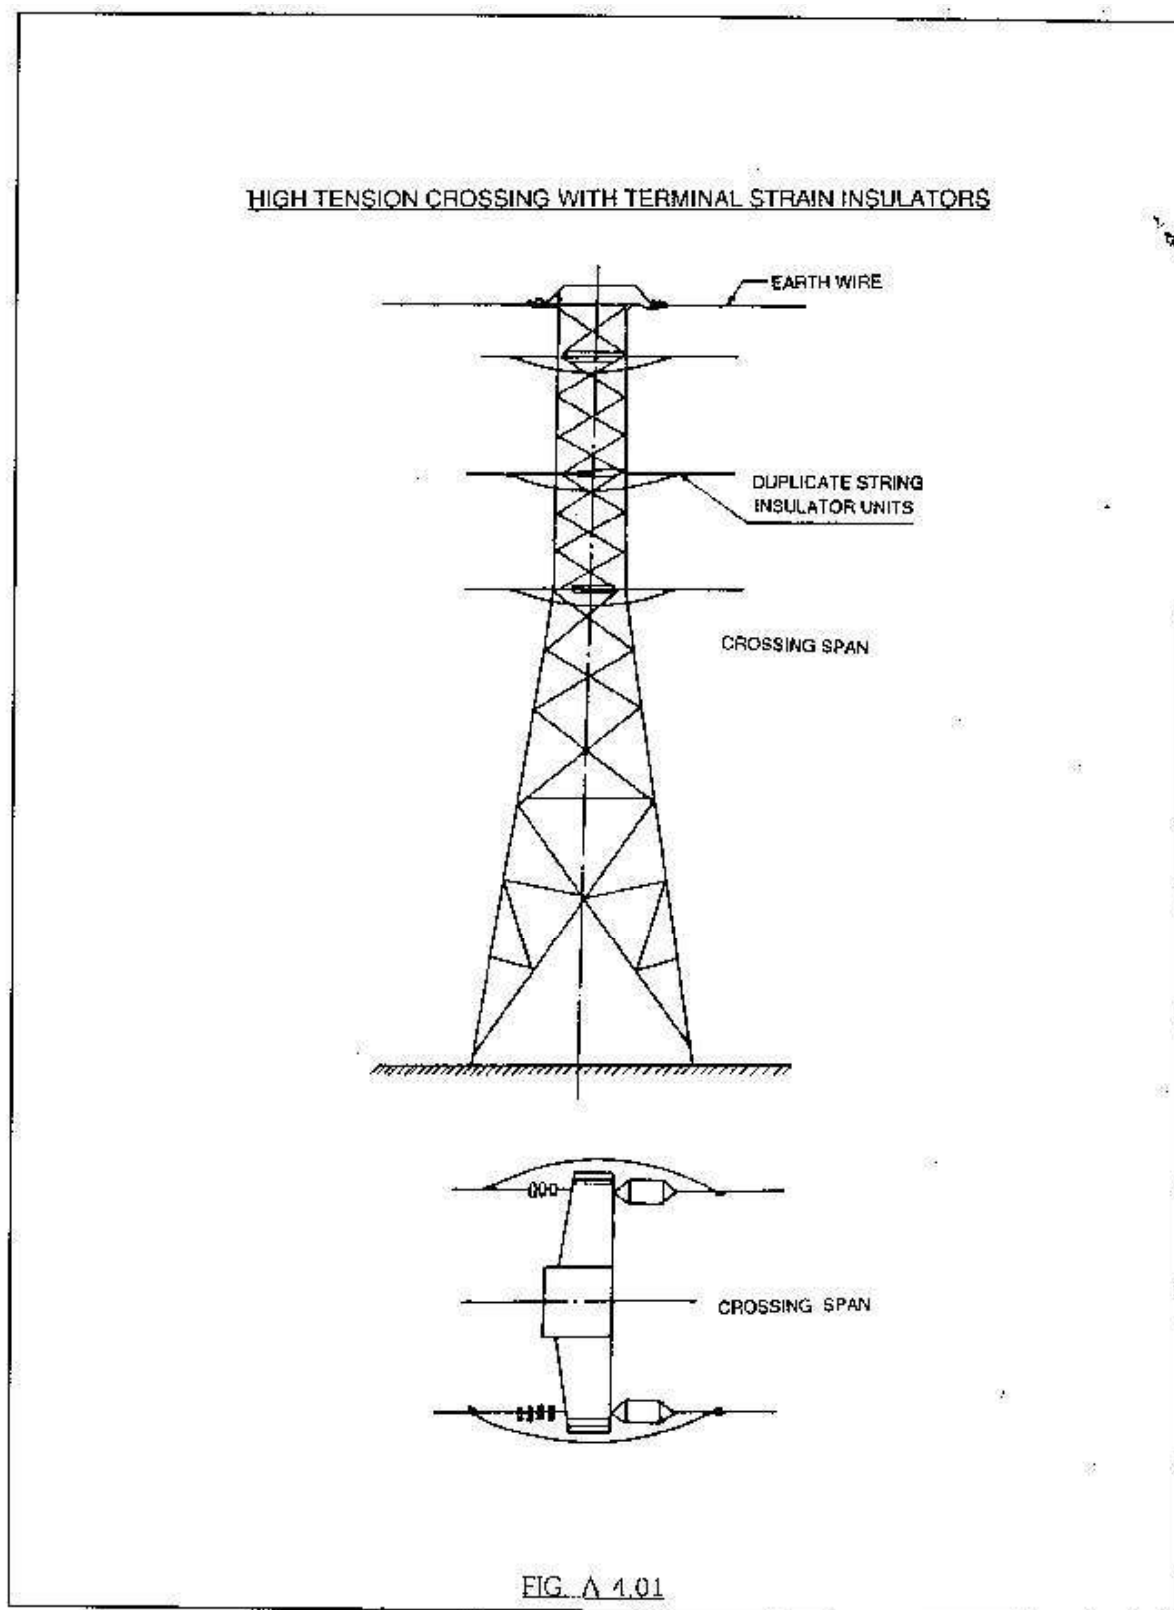 HIGH TENSION CROSSING WITH TERMINAL STRAIN INSULATORS
EARTH WIRE
DUPLICATE STRING
INSULATOR UNITS
CROSSING SPAN
CROSSING SPAN
FIG. A 4.01